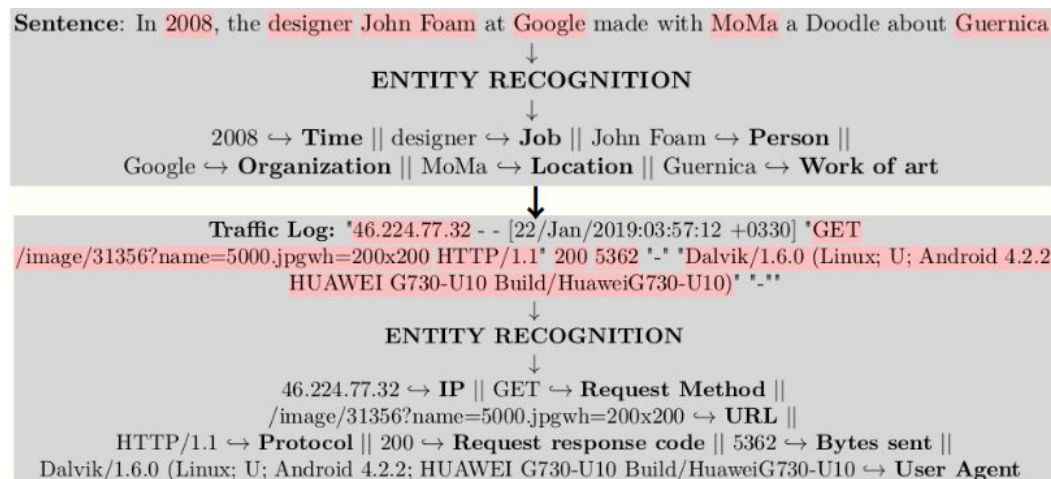 Sentence: In 2008, the designer John Foam at Google made with MoMa a Doodle about Guernica
↓
ENTITY RECOGNITION
↓
2008 ↪ Time || designer ↪ Job || John Foam ↪ Person ||
Google ↪ Organization || MoMa ↪ Location || Guernica ↪ Work of art
↓
Traffic Log: "46.224.77.32 - - [22/Jan/2019:03:57:12 +0330] "GET
/image/31356?name=5000.jpgwh=200x200 HTTP/1.1" 200 5362 "-" "Dalvik/1.6.0 (Linux; U; Android 4.2.2
HUAWEI G730-U10 Build/HuaweiG730-U10)" "-""
↓
ENTITY RECOGNITION
↓
46.224.77.32 ↪ IP || GET ↪ Request Method ||
/image/31356?name=5000.jpgwh=200x200 ↪ URL ||
HTTP/1.1 ↪ Protocol || 200 ↪ Request response code || 5362 ↪ Bytes sent ||
Dalvik/1.6.0 (Linux; U; Android 4.2.2; HUAWEI G730-U10 Build/HuaweiG730-U10 ↪ User Agent